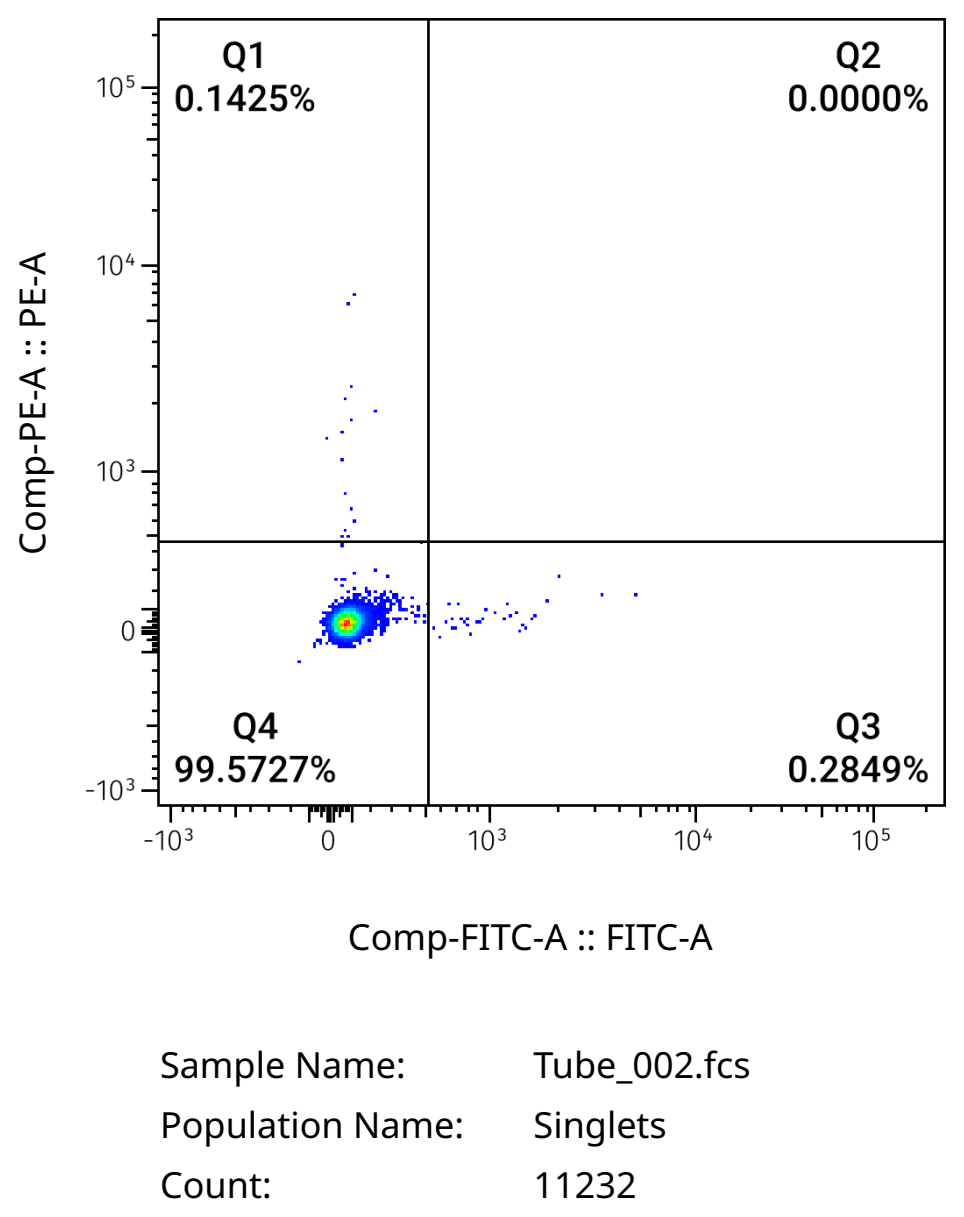 Q1
0.1425%
Q2
0.0000%
10⁵
10⁴
10³
0
-10³
Comp-PE-A :: PE-A
Q4
99.5727%
Q3
0.2849%
-10³ 0 10³ 10⁴ 10⁵
Comp-FITC-A :: FITC-A
Sample Name: Tube_002.fcs
Population Name: Singlets
Count: 11232